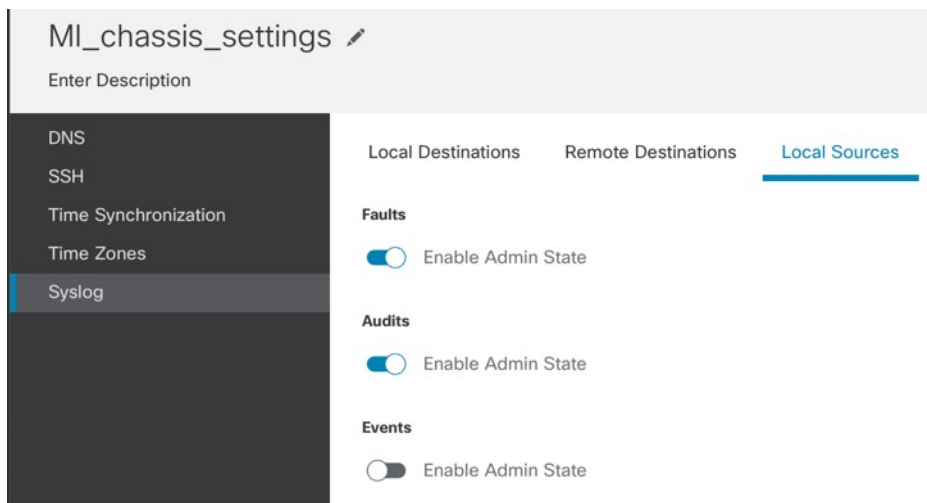 MI_chassis_settings
Enter Description
DNS
SSH
Time Synchronization
Time Zones
Syslog
Local Destinations Remote Destinations Local Sources
Faults
Enable Admin State
Audits
Enable Admin State
Events
Enable Admin State